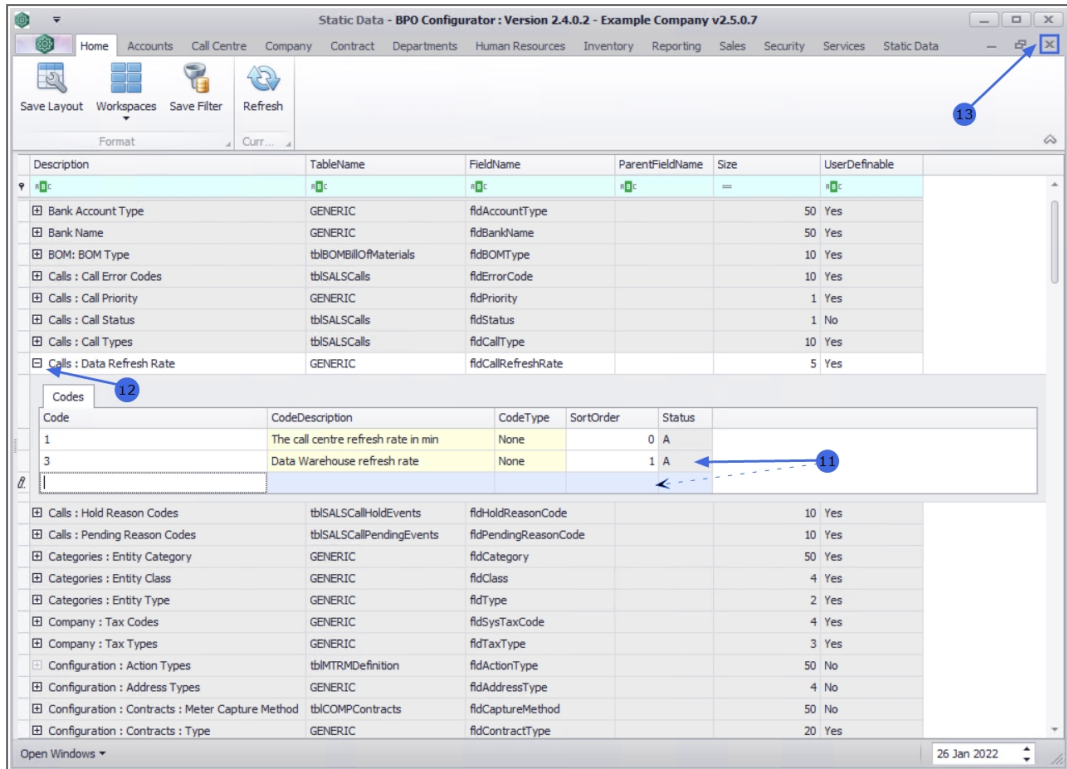 Static Data - BPO Configurator : Version 2.4.0.2 - Example Company v2.5.0.7
Home Accounts Call Centre Company Contract Departments Human Resources Inventory Reporting Sales Security Services Static Data
Save Layout Workspaces Save Filter Refresh
13
Format Curr...
Description TableName FieldName ParentFieldName Size UserDefinable
Bank Account Type GENERIC fldAccountType 50 Yes
Bank Name GENERIC fldBankName 50 Yes
BOM: BOM Type tblBOMBillOfMaterials fldBOMType 10 Yes
Calls : Call Error Codes tblSALSCalls fldErrorCode 10 Yes
Calls : Call Priority GENERIC fldPriority 1 Yes
Calls : Call Status tblSALSCalls fldStatus 1 No
Calls : Call Types tblSALSCalls fldCallType 10 Yes
Calls : Data Refresh Rate GENERIC fldCallRefreshRate 5 Yes
12
Codes
Code CodeDescription CodeType SortOrder Status
1 The call centre refresh rate in min None 0 A
3 Data Warehouse refresh rate None 1 A
11
Calls : Hold Reason Codes tblSALSCallHoldEvents fldHoldReasonCode 10 Yes
Calls : Pending Reason Codes tblSALSCallPendingEvents fldPendingReasonCode 10 Yes
Categories : Entity Category GENERIC fldCategory 50 Yes
Categories : Entity Class GENERIC fldClass 4 Yes
Categories : Entity Type GENERIC fldType 2 Yes
Company : Tax Codes GENERIC fldSysTaxCode 4 Yes
Company : Tax Types GENERIC fldTaxType 3 Yes
Configuration : Action Types tblMTRMDefinition fldActionType 50 No
Configuration : Address Types GENERIC fldAddressType 4 No
Configuration : Contracts : Meter Capture Method tblCOMPContracts fldCaptureMethod 50 No
Configuration : Contracts : Type GENERIC fldContractType 20 Yes
Open Windows 26 Jan 2022